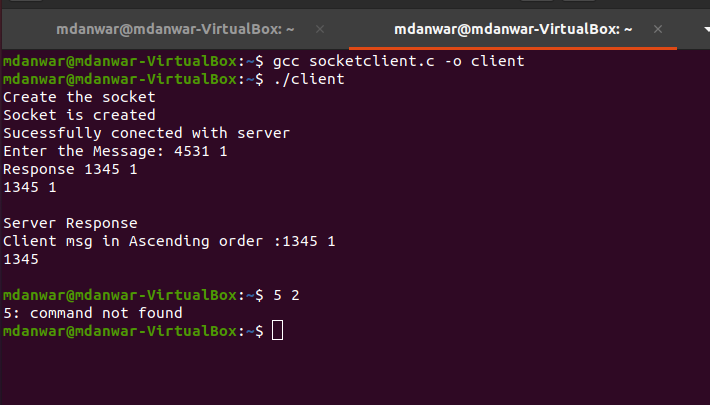 mdanwar@mdanwar-VirtualBox: ~ × mdanwar@mdanwar-VirtualBox: ~ ×
mdanwar@mdanwar-VirtualBox:~$ gcc socketclient.c -o client
mdanwar@mdanwar-VirtualBox:~$ ./client
Create the socket
Socket is created
Sucessfully conected with server
Enter the Message: 4531 1
Response 1345 1
1345 1
Server Response
Client msg in Ascending order :1345 1
1345
mdanwar@mdanwar-VirtualBox:~$ 5 2
5: command not found
mdanwar@mdanwar-VirtualBox:~$